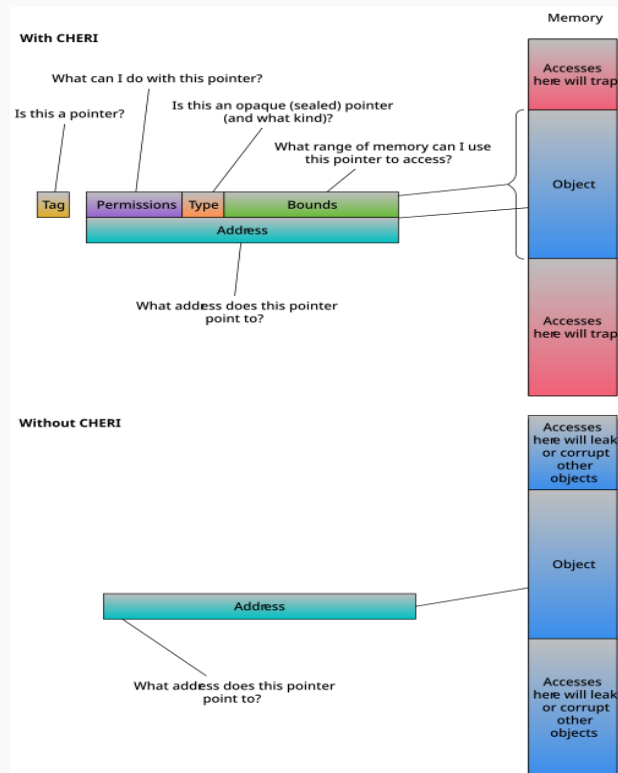 Memory
With CHERI
Accesses
here will trap
What can I do with this pointer?
Is this a pointer?
Is this an opaque (sealed) pointer
(and what kind)?
What range of memory can I use
this pointer to access?
Object
Tag
Permissions
Type
Bounds
Address
What address does this pointer
point to?
Accesses
here will trap
Without CHERI
Accesses
here will leak
or corrupt
other
objects
Object
Address
What address does this pointer
point to?
Accesses
here will leak
or corrupt
other
objects